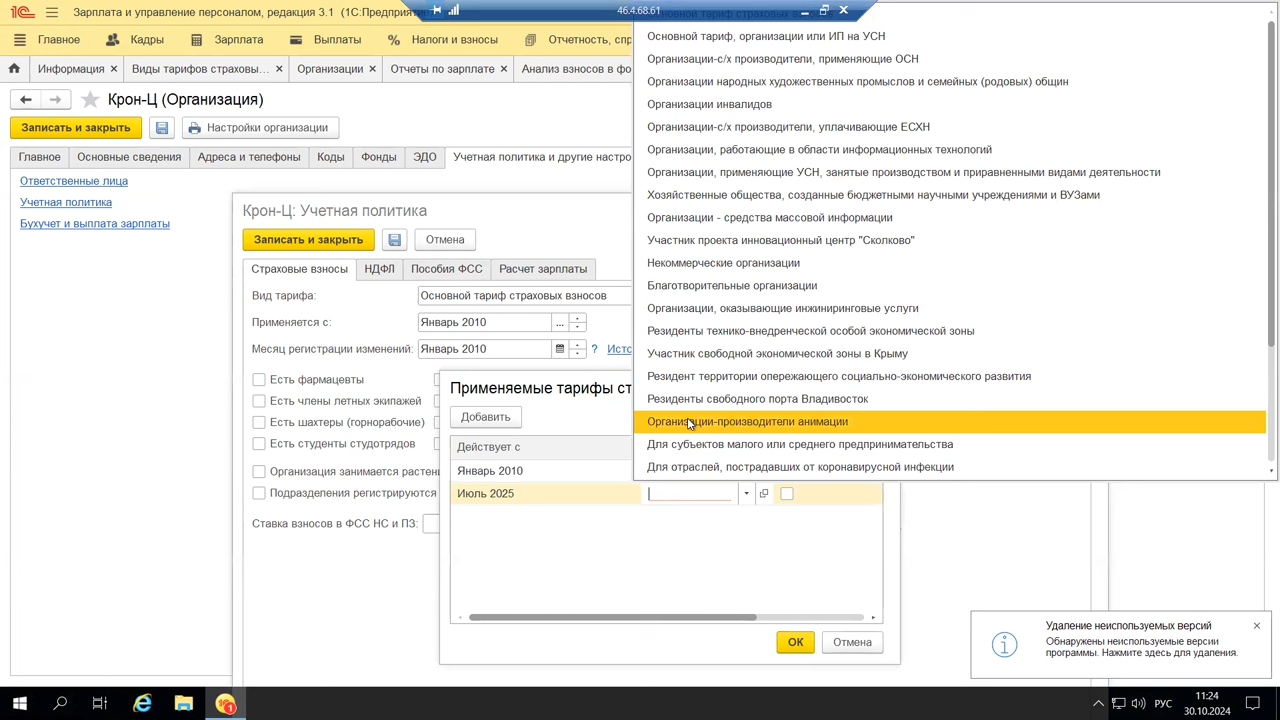 46.4.68.61
Зарплата и управление персоналом, редакция 3.1 (1С:Предприятие
Главное Кадры Зарплата Выплаты Налоги и взносы Отчетность, спр
Информация Виды тарифов страховы... Организации Отчеты по зарплате Анализ взносов в фо
Крон-Ц (Организация)
Записать и закрыть Настройки организации
Главное Основные сведения Адреса и телефоны Коды Фонды ЭДО Учетная политика и другие настро
Ответственные лица
Учетная политика
Бухучет и выплата зарплаты
Крон-Ц: Учетная политика
Записать и закрыть Отмена
Страховые взносы НДФЛ Пособия ФСС Расчет зарплаты
Вид тарифа: Основной тариф страховых взносов
Применяется с: Январь 2010 ...
Месяц регистрации изменений: Январь 2010 ? Исто
Есть фармацевты
Есть члены летных экипажей
Есть шахтеры (горнорабочие)
Есть студенты студотрядов
Организация занимается растен
Подразделения регистрируются
Ставка взносов в ФСС НС и ПЗ:
Применяемые тарифы ст
Добавить
Действует с
Январь 2010
Июль 2025
ОК Отмена
Основной тариф страховых взносов
Основной тариф, организации или ИП на УСН
Организации-с/х производители, применяющие ОСН
Организации народных художественных промыслов и семейных (родовых) общин
Организации инвалидов
Организации-с/х производители, уплачивающие ЕСХН
Организации, работающие в области информационных технологий
Организации, применяющие УСН, занятые производством и приравненными видами деятельности
Хозяйственные общества, созданные бюджетными научными учреждениями и ВУЗами
Организации - средства массовой информации
Участник проекта инновационный центр "Сколково"
Некоммерческие организации
Благотворительные организации
Организации, оказывающие инжиниринговые услуги
Резиденты технико-внедренческой особой экономической зоны
Участник свободной экономической зоны в Крыму
Резидент территории опережающего социально-экономического развития
Резиденты свободного порта Владивосток
Организации-производители анимации
Для субъектов малого или среднего предпринимательства
Для отраслей, пострадавших от коронавирусной инфекции
Удаление неиспользуемых версий
Обнаружены неиспользуемые версии
программы. Нажмите здесь для удаления.
1
РУС
11:24
30.10.2024